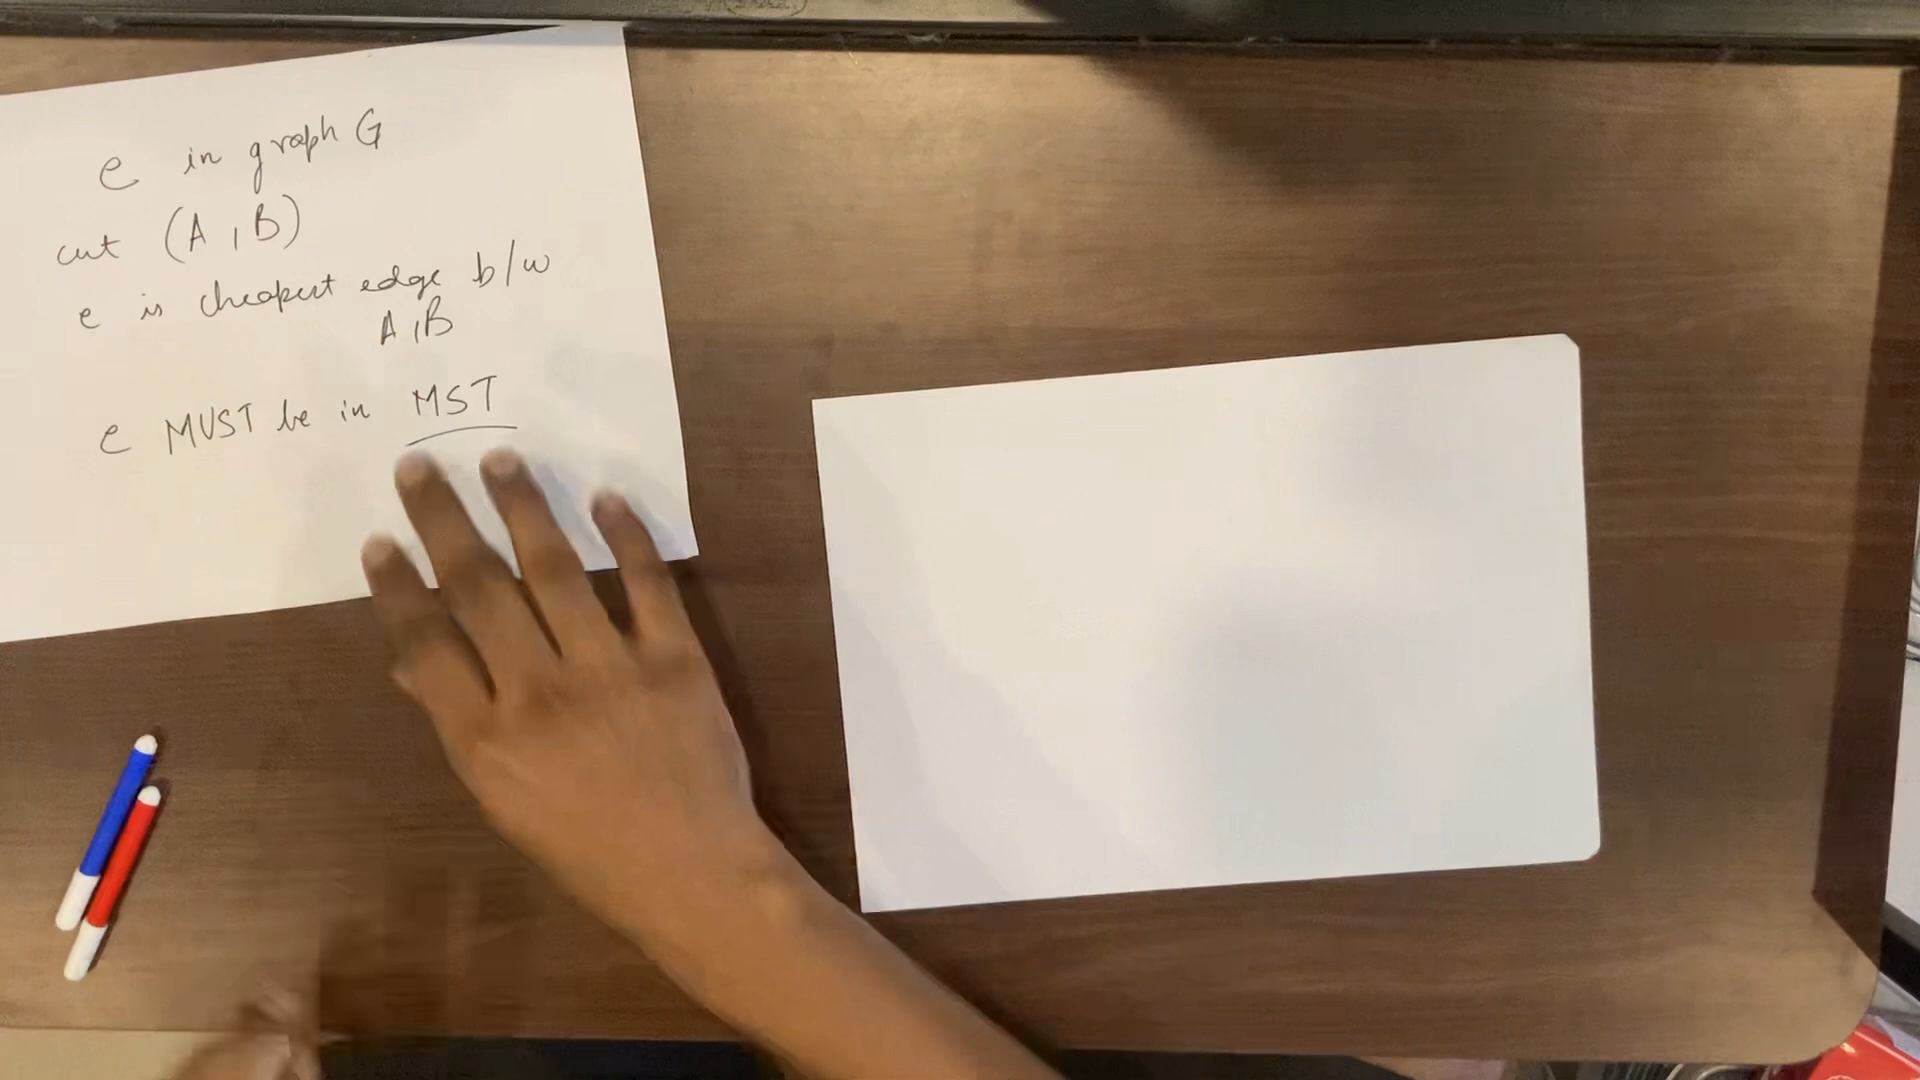 e in graph G
cut (A, B)
e is cheapest edge b/w
A, B
e MUST be in MST